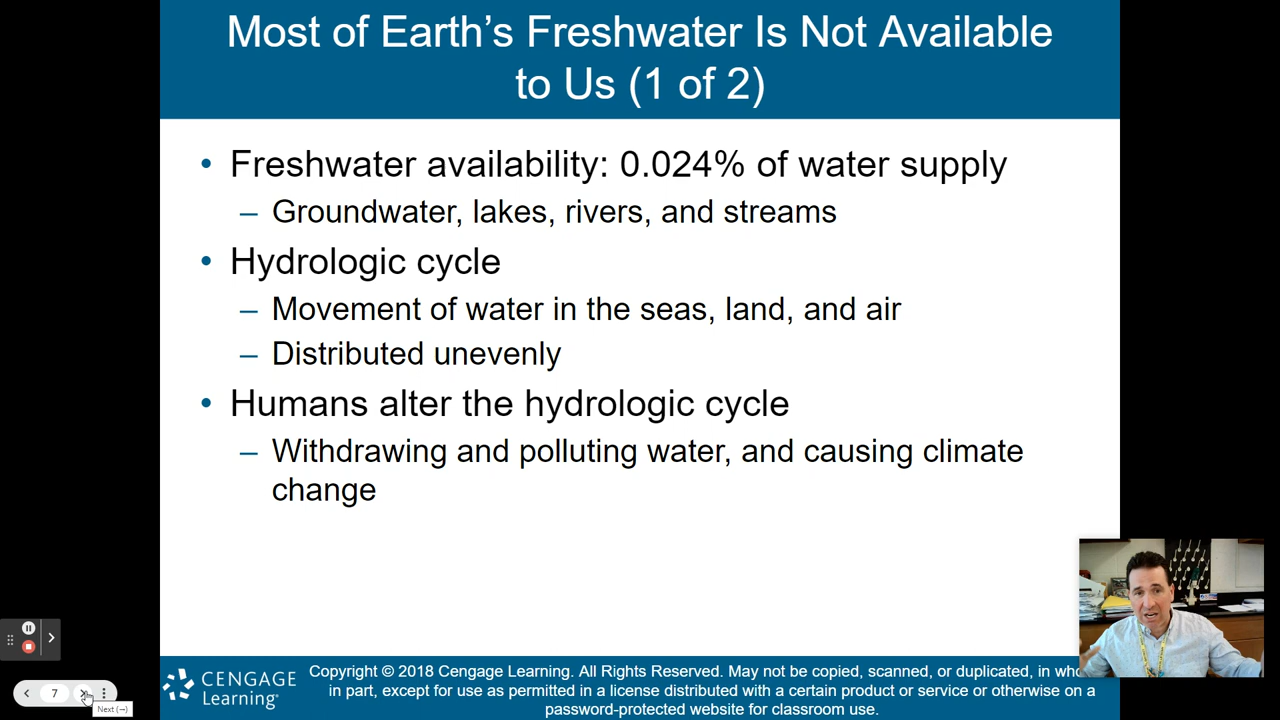 Most of Earth's Freshwater Is Not Available
to Us (1 of 2)
• Freshwater availability: 0.024% of water supply
– Groundwater, lakes, rivers, and streams
• Hydrologic cycle
– Movement of water in the seas, land, and air
– Distributed unevenly
• Humans alter the hydrologic cycle
– Withdrawing and polluting water, and causing climate
change
7
Next (→)
CENGAGE
Learning®
Copyright © 2018 Cengage Learning. All Rights Reserved. May not be copied, scanned, or duplicated, in
in part, except for use as permitted in a license distributed with a certain product or service or otherwise on a
password-protected website for classroom use.